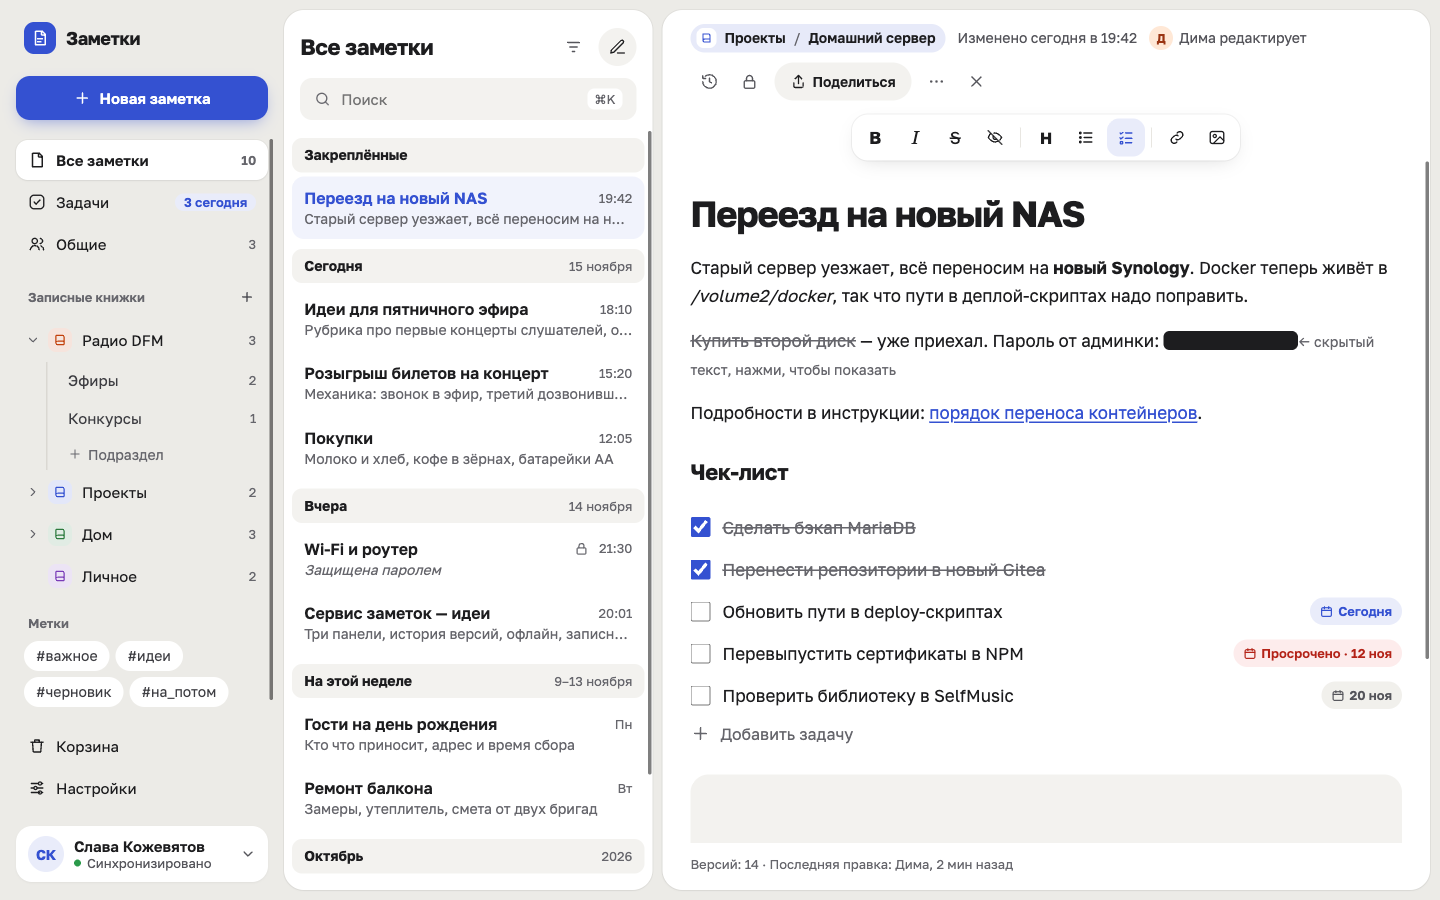 Заметки
Новая заметка
Все заметки 10
Задачи 3 сегодня
Общие 3
Записные книжки
Радио DFM 3
Эфиры 2
Конкурсы 1
Подраздел
Проекты 2
Дом 3
Личное 2
Метки
#важное #идеи
#черновик #на_потом
Корзина
Настройки
СК Слава Кожевятов
Синхронизировано
Все заметки
Поиск ⌘K
Закреплённые
Переезд на новый NAS 19:42
Старый сервер уезжает, всё переносим на н…
Сегодня 15 ноября
Идеи для пятничного эфира 18:10
Рубрика про первые концерты слушателей, о…
Розыгрыш билетов на концерт 15:20
Механика: звонок в эфир, третий дозвонивш…
Покупки 12:05
Молоко и хлеб, кофе в зёрнах, батарейки АА
Вчера 14 ноября
Wi-Fi и роутер 21:30
Защищена паролем
Сервис заметок — идеи 20:01
Три панели, история версий, офлайн, записн…
На этой неделе 9–13 ноября
Гости на день рождения Пн
Кто что приносит, адрес и время сбора
Ремонт балкона Вт
Замеры, утеплитель, смета от двух бригад
Октябрь 2026
Проекты / Домашний сервер Изменено сегодня в 19:42 Д Дима редактирует
Поделиться
B I S H
Переезд на новый NAS
Старый сервер уезжает, всё переносим на новый Synology. Docker теперь живёт в
/volume2/docker, так что пути в деплой-скриптах надо поправить.
Купить второй диск — уже приехал. Пароль от админки: ← скрытый
текст, нажми, чтобы показать
Подробности в инструкции: порядок переноса контейнеров.
Чек-лист
Сделать бэкап MariaDB
Перенести репозитории в новый Gitea
Обновить пути в deploy-скриптах Сегодня
Перевыпустить сертификаты в NPM Просрочено · 12 ноя
Проверить библиотеку в SelfMusic 20 ноя
Добавить задачу
Версий: 14 · Последняя правка: Дима, 2 мин назад